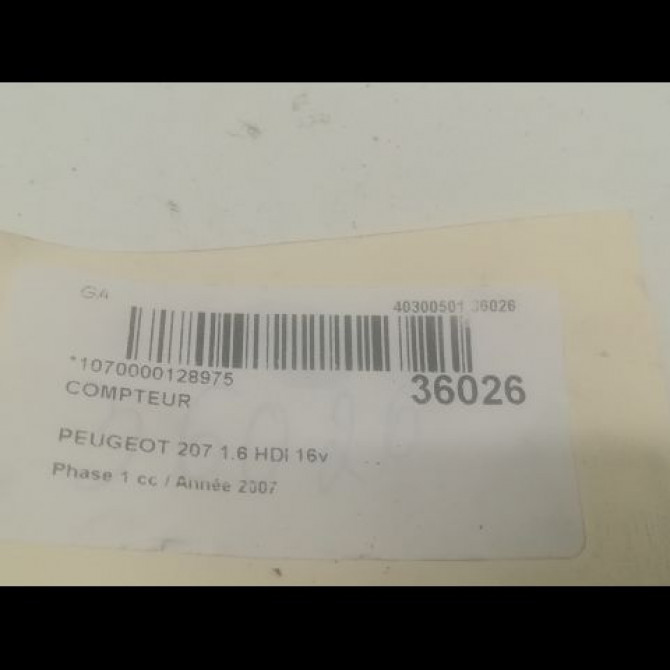 GA
40300501 36026
*1070000128975
36026
COMPTEUR
PEUGEOT 207 1.6 HDi 16v
Phase 1 cc / Année 2007